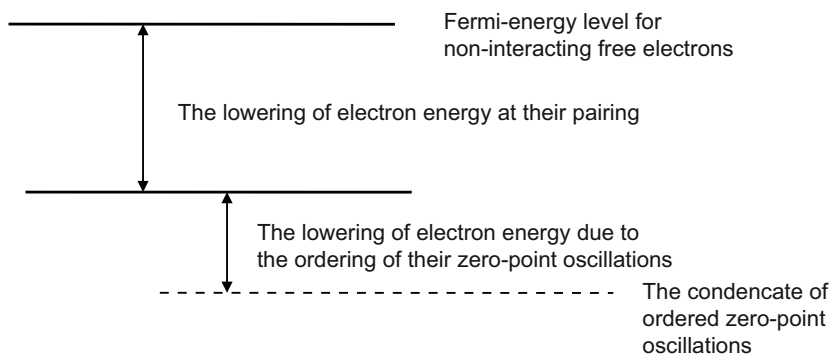 Fermi-energy level for
non-interacting free electrons
The lowering of electron energy at their pairing
The lowering of electron energy due to
the ordering of their zero-point oscillations
The condencate of
ordered zero-point
oscillations